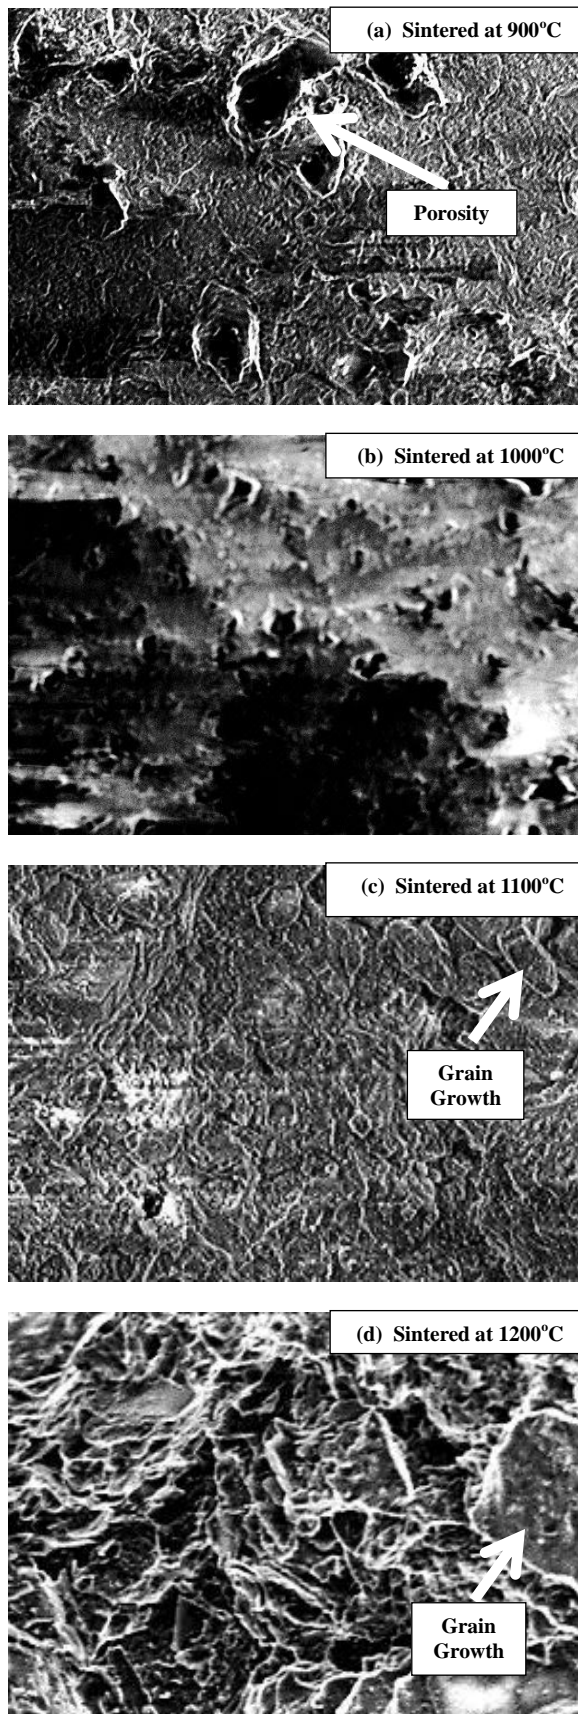 (a) Sintered at 900°C
Porosity
(b) Sintered at 1000°C
(c) Sintered at 1100°C
Grain
Growth
(d) Sintered at 1200°C
Grain
Growth